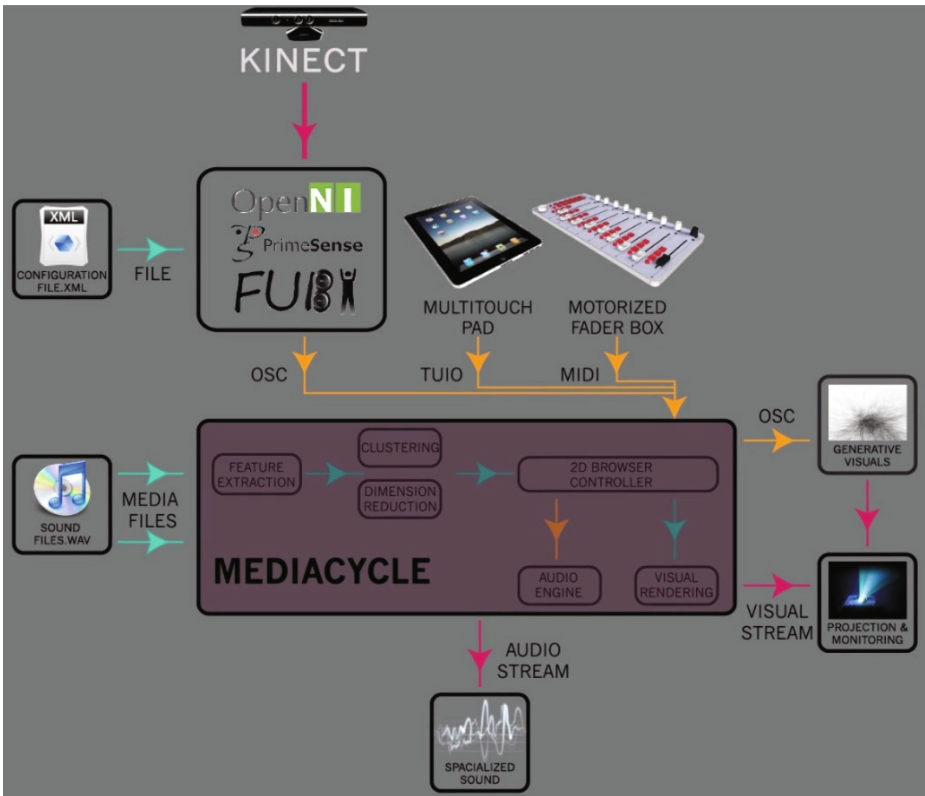 KINECT
OpenNI
PrimeSense
FUBI
XML
CONFIGURATION
FILE.XML
FILE
MULTITOUCH
PAD
MOTORIZED
FADER BOX
OSC
TUIO
MIDI
OSC
GENERATIVE
VISUALS
SOUND
FILES.WAV
MEDIA
FILES
FEATURE
EXTRACTION
CLUSTERING
DIMENSION
REDUCTION
2D BROWSER
CONTROLLER
MEDIACYCLE
AUDIO
ENGINE
VISUAL
RENDERING
VISUAL
STREAM
PROJECTION &
MONITORING
AUDIO
STREAM
SPACIALIZED
SOUND